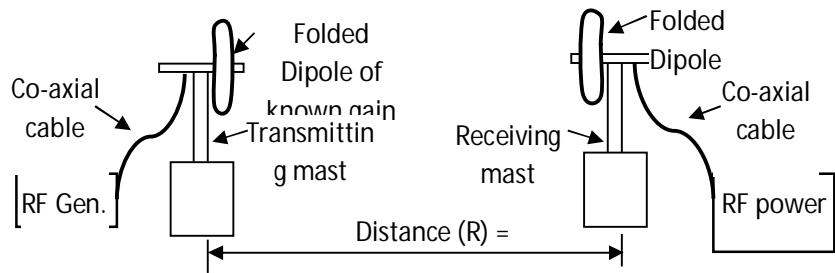 Folded
Dipole of
known gain
Co-axial
cable
Transmittin
g mast
[RF Gen.]
Folded
Dipole
Co-axial
cable
Receiving
mast
RF power
Distance (R) =